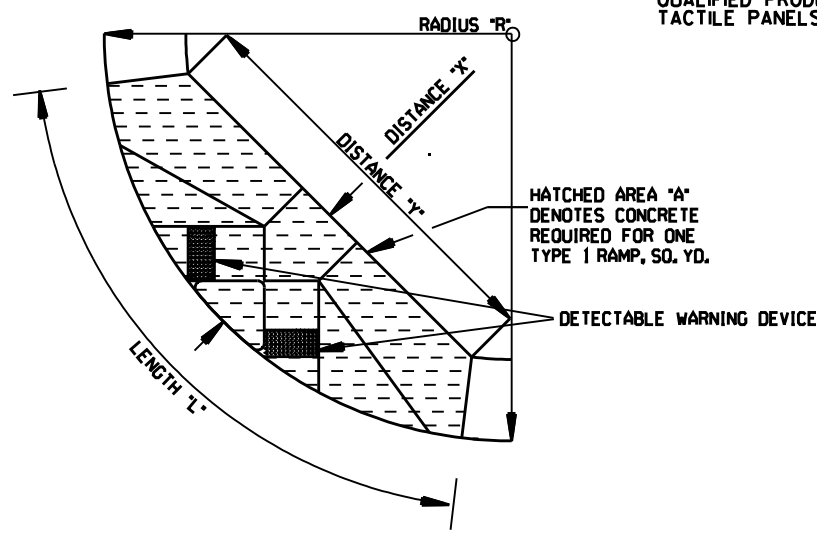 TACTILE PANELS
RADIUS "R"
DISTANCE "X"
DISTANCE "Y"
HATCHED AREA "A"
DENOTES CONCRETE
REQUIRED FOR ONE
TYPE 1 RAMP, SQ. YD.
DETECTABLE WARNING DEVICE
LENGTH "L"